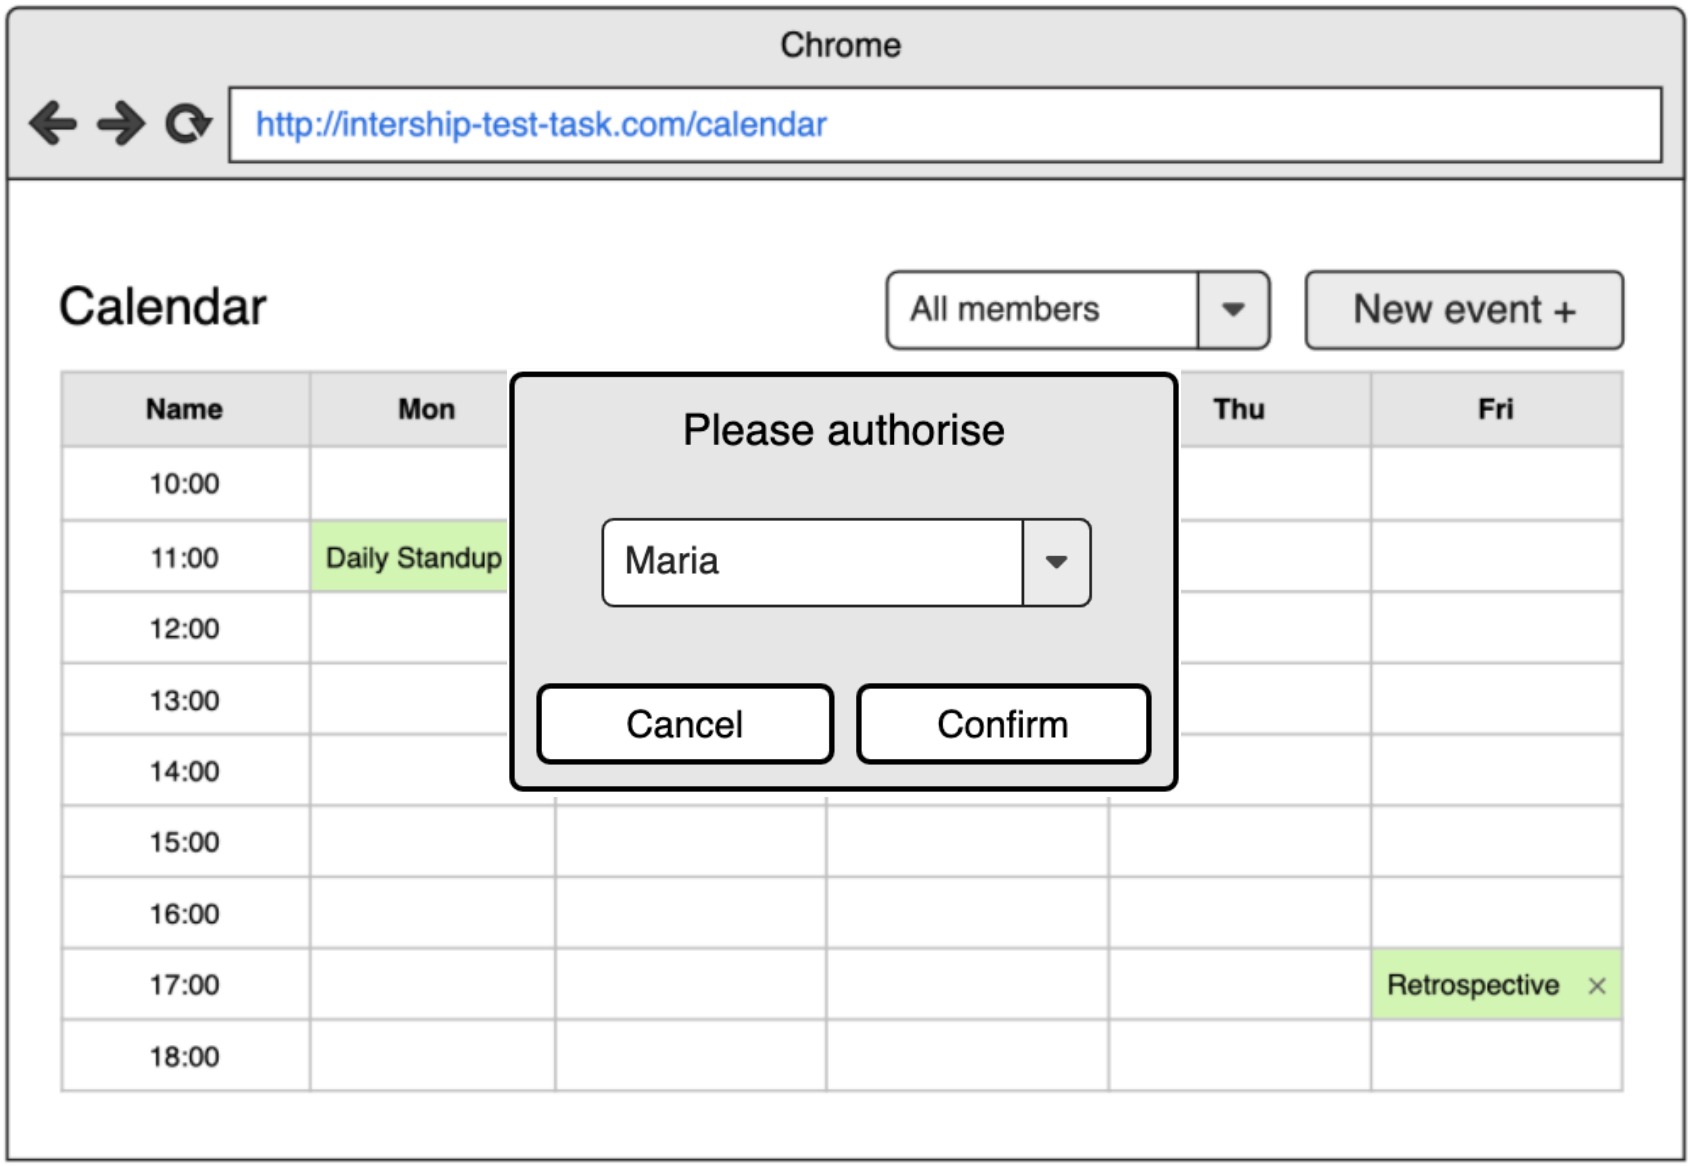 Chrome
http://intership-test-task.com/calendar
Calendar
All members
New event +
Name Mon Thu Fri
Please authorise
10:00
11:00 Daily Standup
Maria
12:00
13:00
Cancel Confirm
14:00
15:00
16:00
17:00 Retrospective ×
18:00